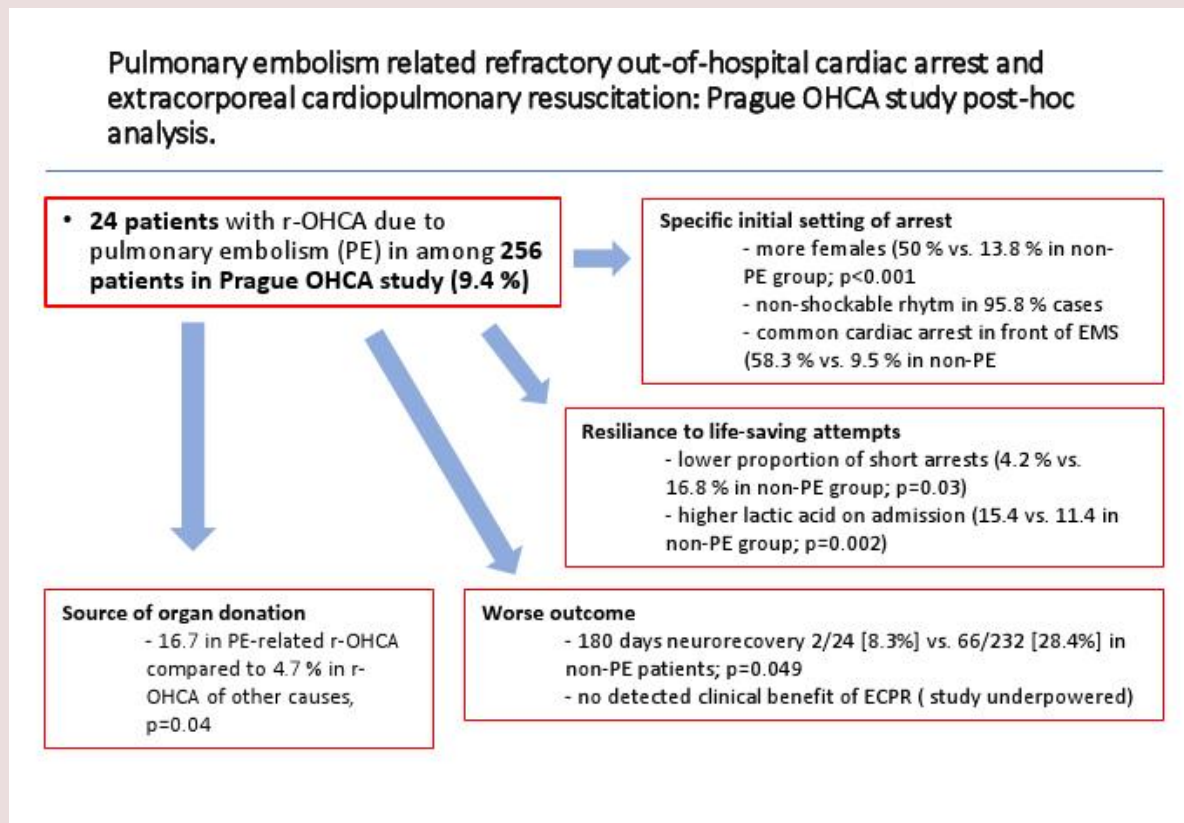 Pulmonary embolism related refractory out-of-hospital cardiac arrest and
extracorporeal cardiopulmonary resuscitation: Prague OHCA study post-hoc
analysis.
• 24 patients with r-OHCA due to
pulmonary embolism (PE) in among 256
patients in Prague OHCA study (9.4 %)
Specific initial setting of arrest
- more females (50 % vs. 13.8 % in non-
PE group; p<0.001
- non-shockable rhytm in 95.8 % cases
- common cardiac arrest in front of EMS
(58.3 % vs. 9.5 % in non-PE
Resiliance to life-saving attempts
- lower proportion of short arrests (4.2 % vs.
16.8 % in non-PE group; p=0.03)
- higher lactic acid on admission (15.4 vs. 11.4 in
non-PE group; p=0.002)
Source of organ donation
- 16.7 in PE-related r-OHCA
compared to 4.7 % in r-
OHCA of other causes,
p=0.04
Worse outcome
- 180 days neurorecovery 2/24 [8.3%] vs. 66/232 [28.4%] in
non-PE patients; p=0.049
- no detected clinical benefit of ECPR ( study underpowered)